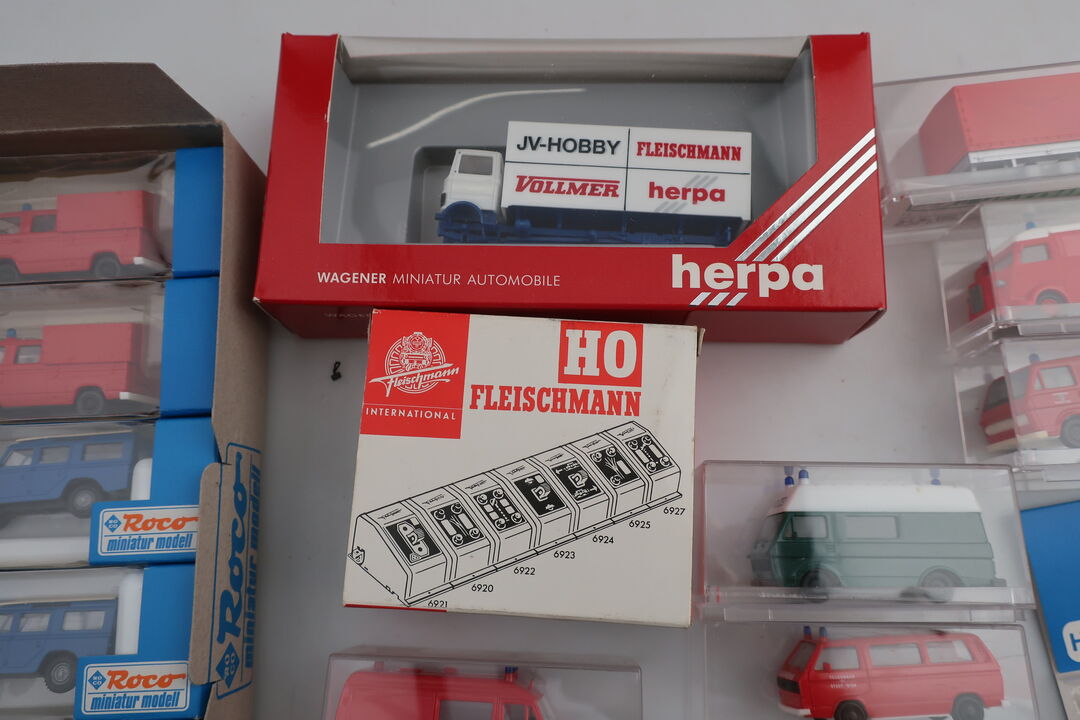 JV-HOBBY
FLEISCHMANN
VOLLMER
herpa
WAGENER MINIATUR AUTOMOBILE
herpa
Fleischmann
INTERNATIONAL
HO
FLEISCHMANN
6921
6920
6922
6923
6924
6925
6927
Roco
miniatur modell
Roco
miniatur modell
Roco
miniatur modell